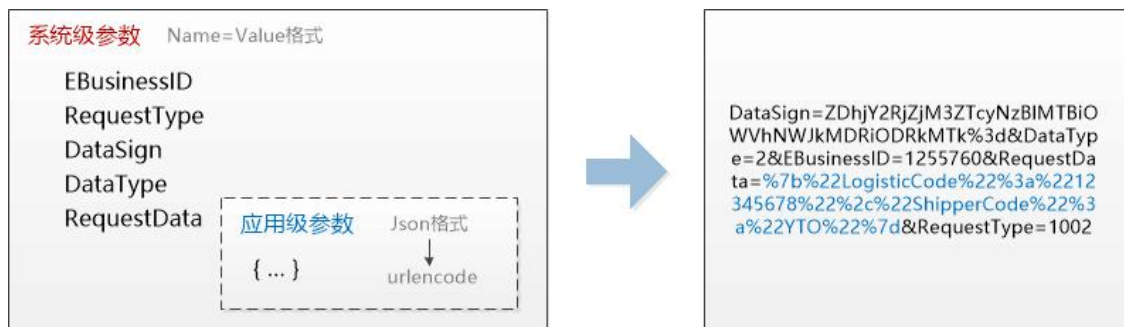 系统级参数 Name=Value格式
EBusinessID
RequestType
DataSign
DataType
RequestData
应用级参数 Json格式
{ ... }
urlencode
DataSign=ZDhjY2RjZjM3ZTcyNzBlMTBiO
WVhNWJkMDRiODRkMTk%3d&DataTyp
e=2&EBusinessID=1255760&RequestDa
ta=%7b%22LogisticCode%22%3a%2212
345678%22%2c%22ShipperCode%22%3
a%22YTO%22%7d&RequestType=1002